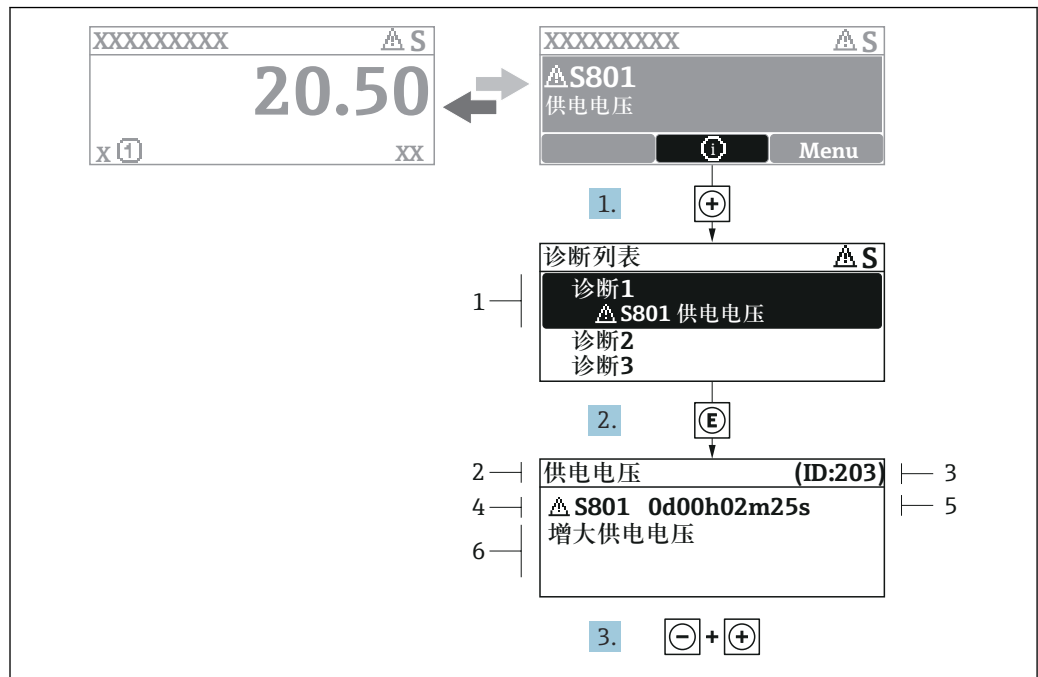 XXXXXXXXX ⚠S
20.50
x① xx
XXXXXXXXX ⚠S
⚠S801
供电电压
ⓘ Menu
1. ⊕
诊断列表 ⚠S
1 诊断1
⚠S801 供电电压
诊断2
诊断3
2. Ⓔ
2 供电电压 (ID:203) 3
4 ⚠S801 0d00h02m25s 5
6 增大供电电压
3. ⊖+⊕